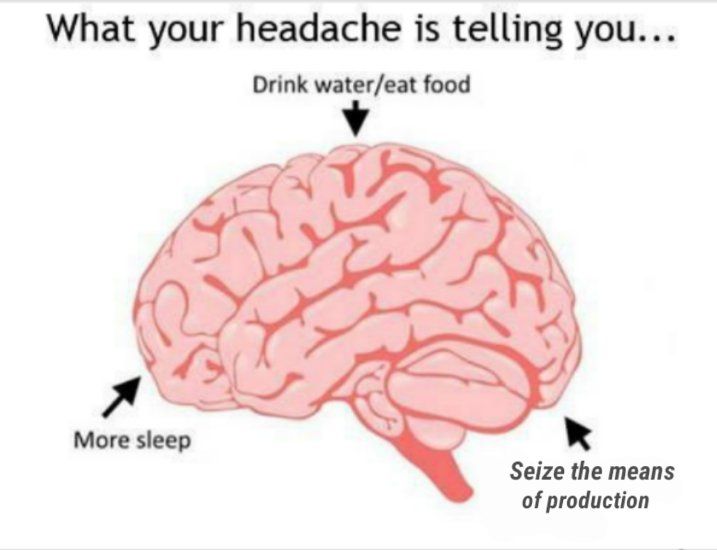 What your headache is telling you...
Drink water/eat food
More sleep
Seize the means
of production